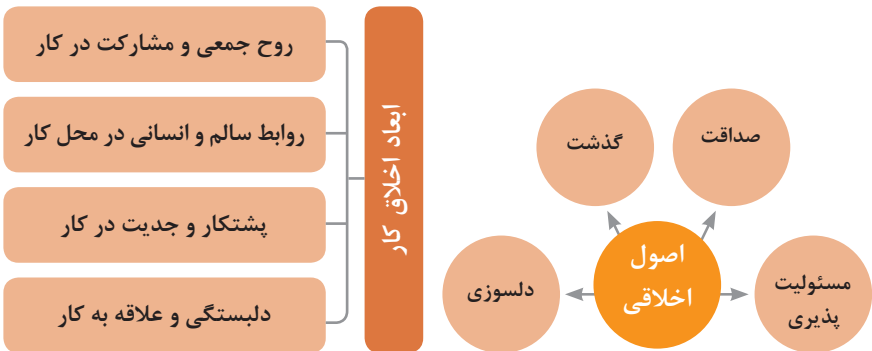 صداقت
گذشت
اصول
اخلاقی
مسئولیت
پذیری
دلسوزی
ابعاد اخلاق کار
روح جمعی و مشارکت در کار
روابط سالم و انسانی در محل کار
پشتکار و جدیت در کار
دلبستگی و علاقه به کار